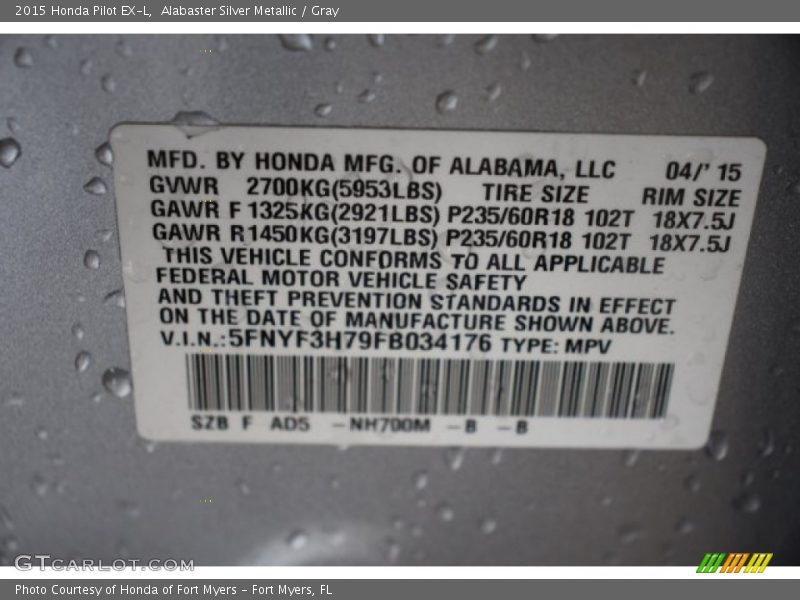 2015 Honda Pilot EX-L, Alabaster Silver Metallic / Gray
MFD. BY HONDA MFG. OF ALABAMA, LLC 04/' 15
GVWR 2700KG(5953LBS) TIRE SIZE RIM SIZE
GAWR F 1325KG(2921LBS) P235/60R18 102T 18X7.5J
GAWR R1450KG(3197LBS) P235/60R18 102T 18X7.5J
THIS VEHICLE CONFORMS TO ALL APPLICABLE
FEDERAL MOTOR VEHICLE SAFETY
AND THEFT PREVENTION STANDARDS IN EFFECT
ON THE DATE OF MANUFACTURE SHOWN ABOVE.
V.I.N.:5FNYF3H79FB034176 TYPE: MPV
SZB F AD5 -NH700M -B -B
GTcarlot.com
Photo Courtesy of Honda of Fort Myers - Fort Myers, FL